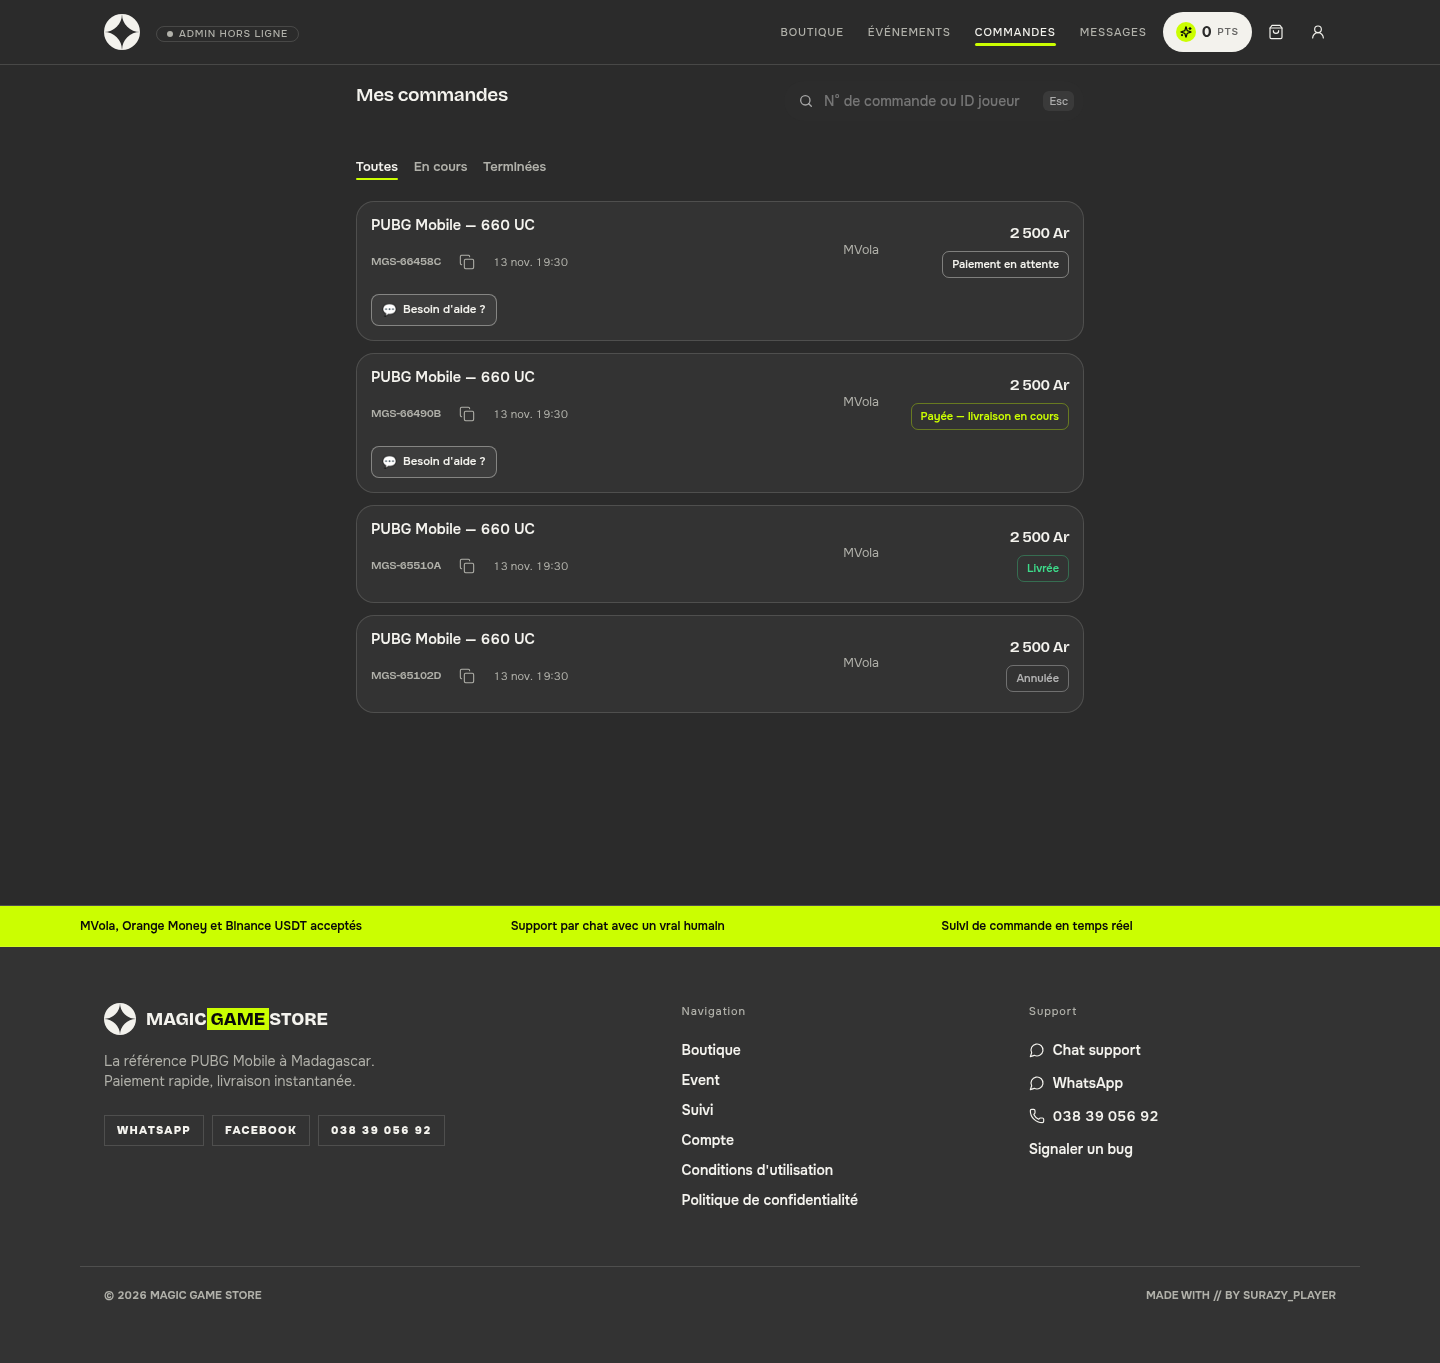 ADMIN HORS LIGNE
BOUTIQUE
ÉVÉNEMENTS
COMMANDES
MESSAGES
0 PTS
Mes commandes
N° de commande ou ID joueur
Esc
Toutes
En cours
Terminées
PUBG Mobile — 660 UC
MGS-66458C
13 nov. 19:30
MVola
2 500 Ar
Paiement en attente
💬 Besoin d'aide ?
PUBG Mobile — 660 UC
MGS-66490B
13 nov. 19:30
MVola
2 500 Ar
Payée — livraison en cours
💬 Besoin d'aide ?
PUBG Mobile — 660 UC
MGS-65510A
13 nov. 19:30
MVola
2 500 Ar
Livrée
PUBG Mobile — 660 UC
MGS-65102D
13 nov. 19:30
MVola
2 500 Ar
Annulée
MVola, Orange Money et Binance USDT acceptés
Support par chat avec un vrai humain
Suivi de commande en temps réel
MAGIC GAME STORE
La référence PUBG Mobile à Madagascar.
Paiement rapide, livraison instantanée.
WHATSAPP
FACEBOOK
038 39 056 92
Navigation
Boutique
Event
Suivi
Compte
Conditions d'utilisation
Politique de confidentialité
Support
Chat support
WhatsApp
038 39 056 92
Signaler un bug
© 2026 MAGIC GAME STORE
MADE WITH // BY SURAZY_PLAYER